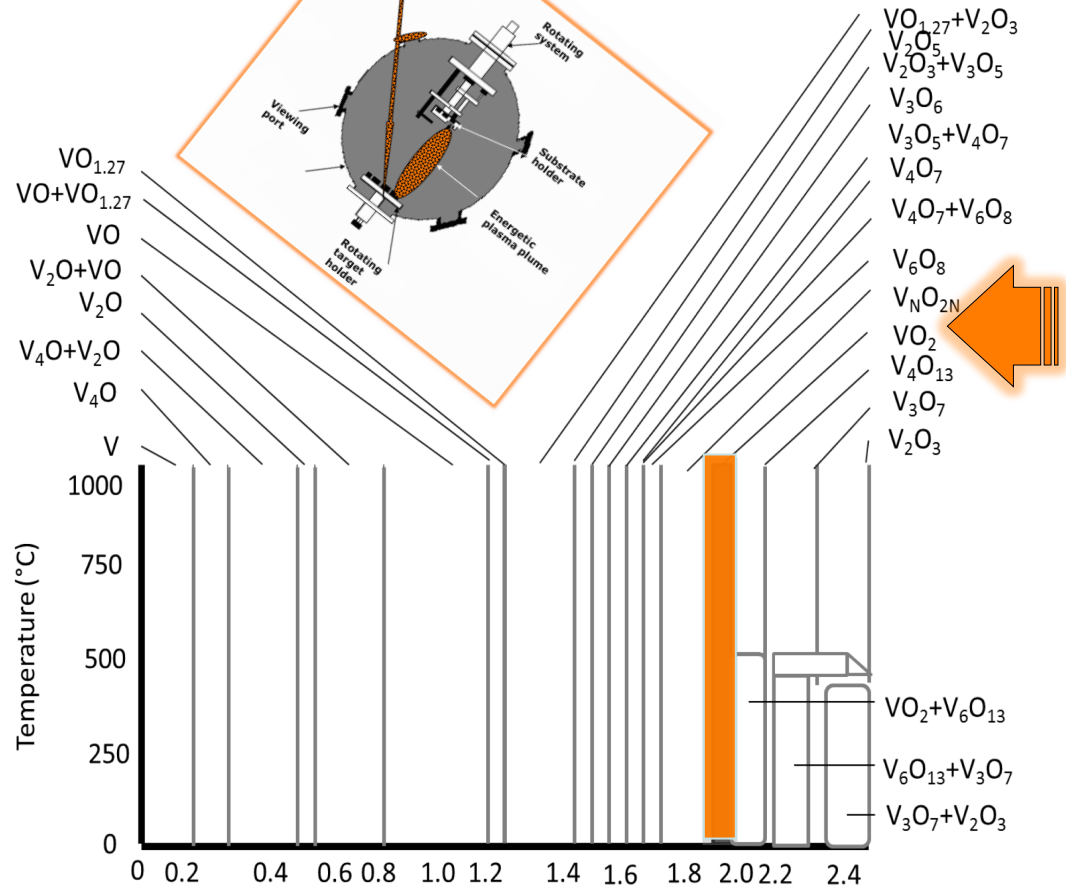 Rotating
system
Viewing
port
Substrate
holder
Energetic
plasma plume
Rotating
target
holder
VO₁.₂₇
VO+VO₁.₂₇
VO
V₂O+VO
V₂O
V₄O+V₂O
V₄O
V
VO₁.₂₇+V₂O₃
V₂O₅
V₂O₃+V₃O₅
V₃O₆
V₃O₅+V₄O₇
V₄O₇
V₄O₇+V₆O₈
V₆O₈
VNO2N
VO₂
V₄O₁₃
V₃O₇
V₂O₃
VO₂+V₆O₁₃
V₆O₁₃+V₃O₇
V₃O₇+V₂O₃
Temperature (°C)
1000
750
500
250
0
0 0.2 0.4 0.6 0.8 1.0 1.2 1.4 1.6 1.8 2.0 2.2 2.4